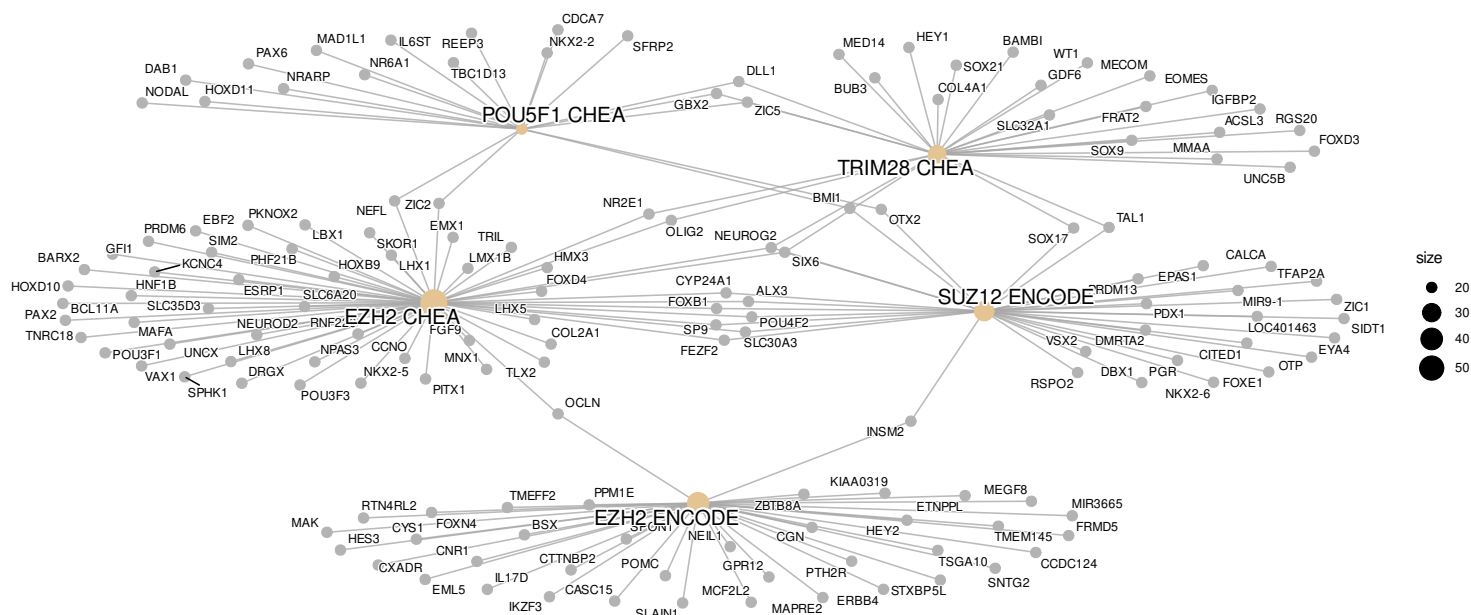 CDCA7
IL6ST
REEP3
NKX2-2
SFRP2
MAD1L1
PAX6
NR6A1
TBC1D13
DAB1
NRARP
NODAL
HOXD11
POU5F1 CHEA
DLL1
GBX2
ZIC5
HEY1
BAMBI
MED14
WT1
MECOM
SOX21
GDF6
EOMES
BUB3
COL4A1
IGFBP2
SLC32A1
FRAT2
ACSL3
RGS20
FOXD3
SOX9
MMAA
UNC5B
TRIM28 CHEA
NEFL
ZIC2
NR2E1
BMI1
OTX2
OLIG2
TAL1
SOX17
NEUROG2
SIX6
EBF2
PKNOX2
LBX1
EMX1
TRIL
PRDM6
SIM2
SKOR1
GFI1
PHF21B
LHX1
LMX1B
HMX3
BARX2
KCNC4
HOXB9
FOXD4
HOXD10
HNF1B
ESRP1
SLC6A20
BCL11A
SLC35D3
LHX5
PAX2
EZH2 CHEA
MAFA
NEUROD2
FGF9
TNRC18
COL2A1
POU3F1
UNCX
LHX8
NPAS3
CCNO
MNX1
VAX1
DRGX
NKX2-5
TLX2
SPHK1
POU3F3
PITX1
CYP24A1
ALX3
FOXB1
POU4F2
SP9
SLC30A3
FEZF2
CALCA
EPAS1
TFAP2A
PRDM13
SUZ12 ENCODE
MIR9-1
ZIC1
PDX1
SIDT1
LOC401463
VSX2
DMRTA2
EYA4
CITED1
RSPO2
DBX1
PGR
OTP
FOXE1
NKX2-6
OCLN
INSM2
KIAA0319
MEGF8
PPM1E
TMEFF2
RTN4RL2
ZBTB8A
ETNPPL
MIR3665
MAK
FOXN4
EZH2 ENCODE
CYS1
BSX
HEY2
FRMD5
HES3
NEIL1
CGN
TMEM145
CNR1
CTTNBP2
POMC
GPR12
TSGA10
CCDC124
CXADR
PTH2R
SNTG2
EML5
IL17D
CASC15
MCF2L2
STXBP5L
IKZF3
SLAIN1
MAPRE2
ERBB4
size
20
30
40
50